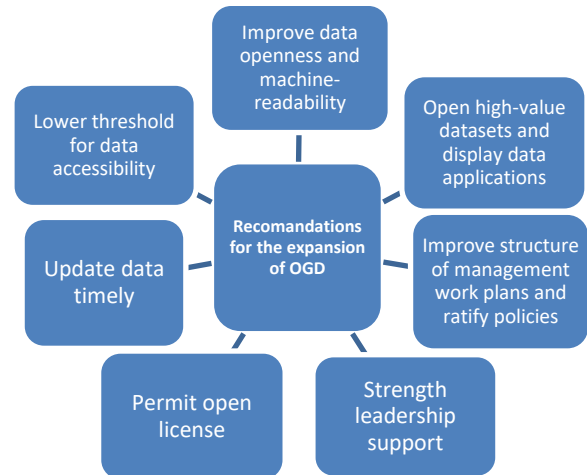 Improve data
openness and
machine-
readability
Open high-value
datasets and
display data
applications
Improve structure
of management
work plans and
ratify policies
Strength
leadership
support
Permit open
license
Update data
timely
Lower threshold
for data
accessibility
Recomandations
for the expansion
of OGD